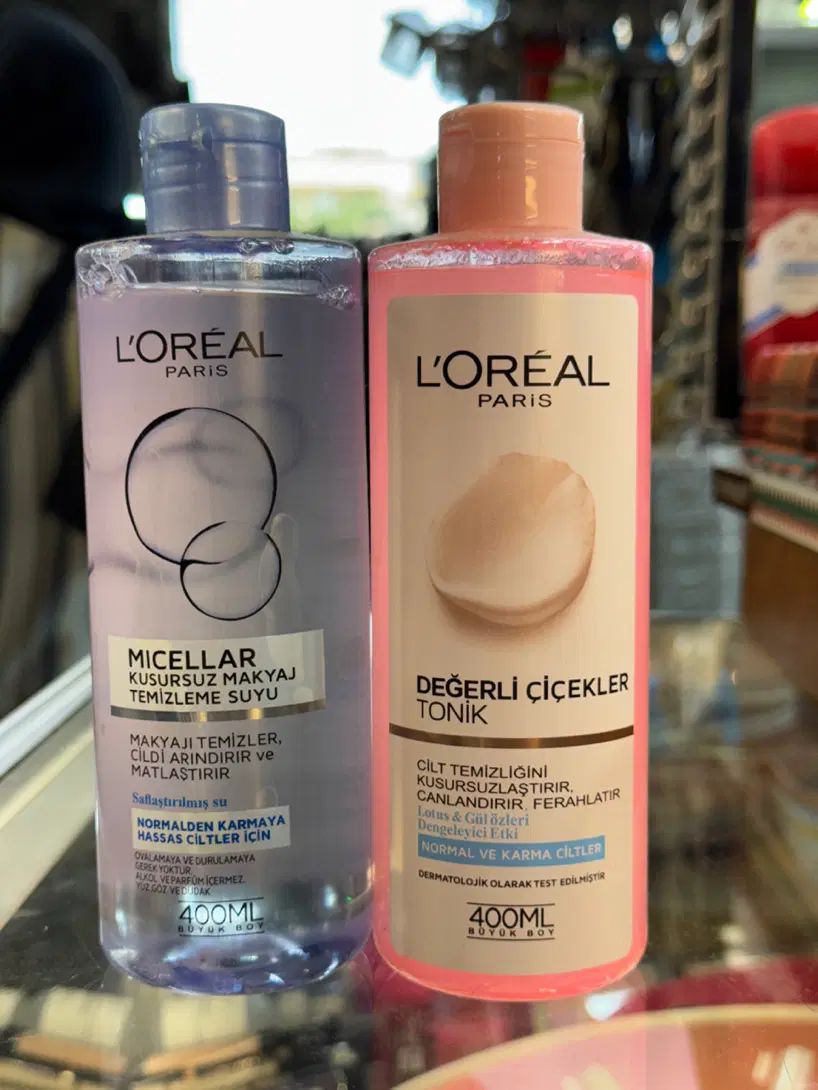 L'ORÉAL
PARİS
MICELLAR
KUSURSUZ MAKYAJ
TEMİZLEME SUYU
MAKYAJI TEMİZLER,
CİLDİ ARINDIRIR ve
MATLAŞTIRIR
Saflaştırılmış su
NORMALDEN KARMAYA
HASSAS CİLTLER İÇİN
OVALAMAYA VE DURULAMAYA
GEREK YOKTUR.
ALKOL VE PARFÜM İÇERMEZ.
YÜZ GÖZ VE DUDAK
400ML
BÜYÜK BOY
L'ORÉAL
PARİS
DEĞERLİ ÇİÇEKLER
TONİK
CİLT TEMİZLİĞİNİ
KUSURSUZLAŞTIRIR,
CANLANDIRIR, FERAHLATIR
Lotus & Gül özleri
Dengeleyici Etki
NORMAL VE KARMA CİLTLER
DERMATOLOJİK OLARAK TEST EDİLMİŞTİR
400ML
BÜYÜK BOY